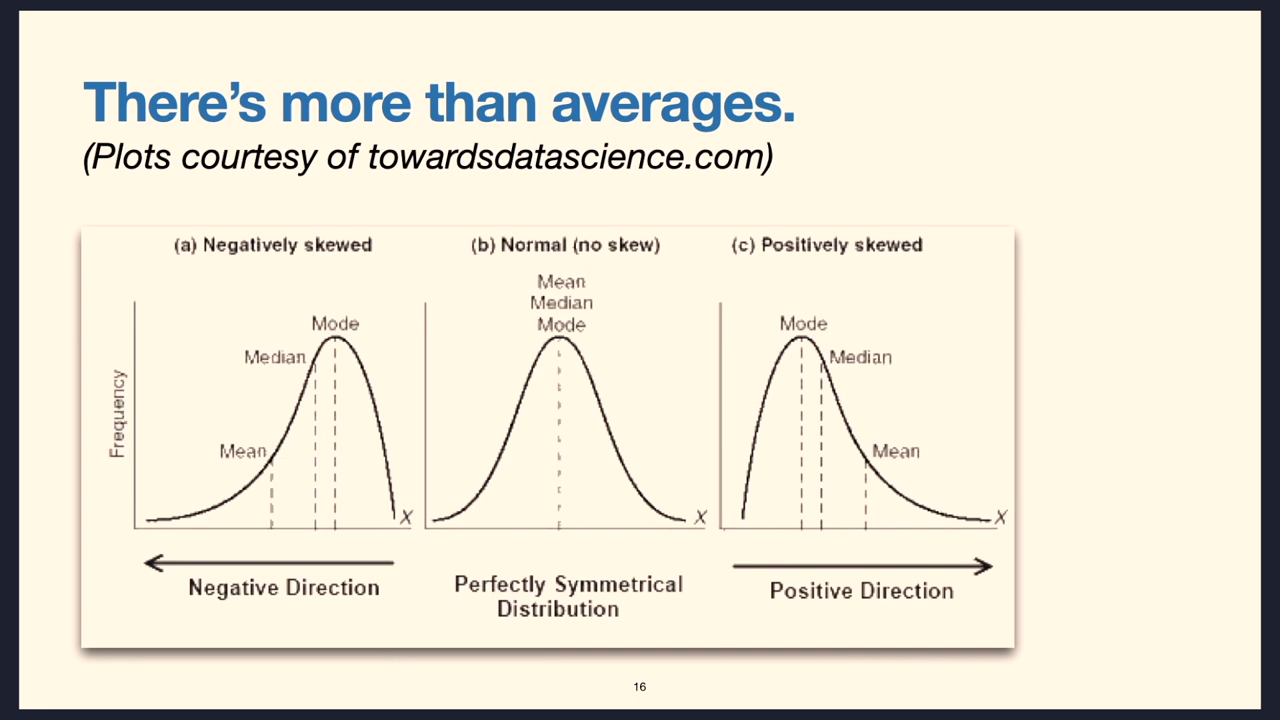 There’s more than averages.
(Plots courtesy of towardsdatascience.com)
(a) Negatively skewed
(b) Normal (no skew)
(c) Positively skewed
Mean
Median
Mode
Mode
Median
Mean
Frequency
X
Mode
Median
Mean
X
X
Negative Direction
Perfectly Symmetrical
Distribution
Positive Direction
16